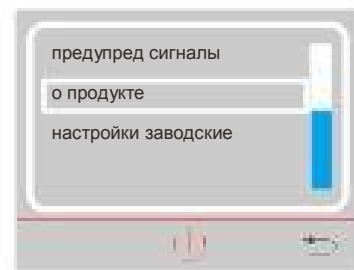 предупред сигналы
о продукте
настройки заводские